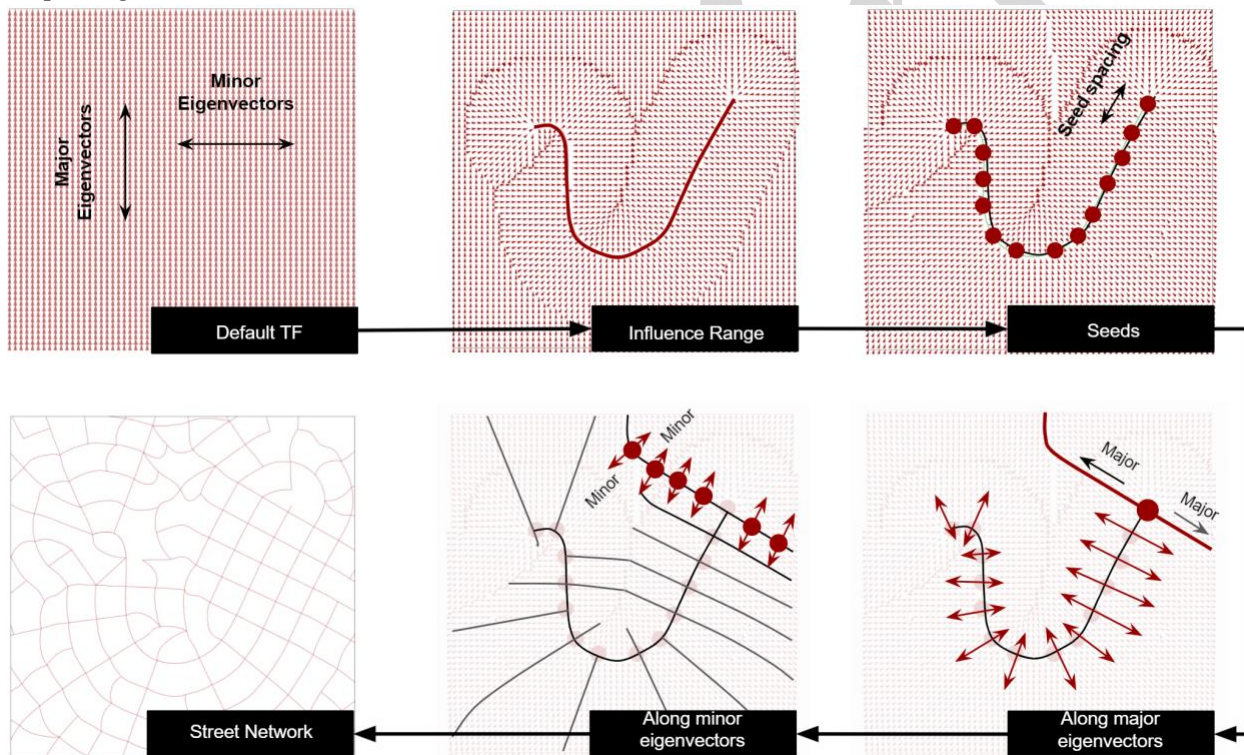 Minor
Eigenvectors
Major
Eigenvectors
Default TF
Influence Range
Seed spacing
Seeds
Street Network
Minor
Minor
Along minor
eigenvectors
Major
Major
Along major
eigenvectors